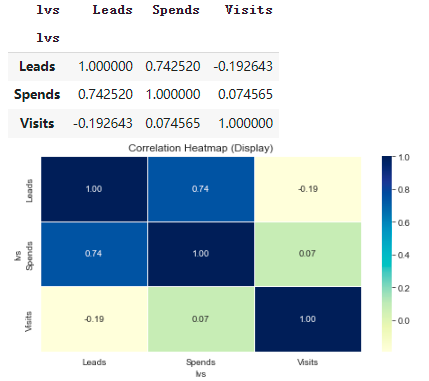 lvs Leads Spends Visits
lvs
Leads 1.000000 0.742520 -0.192643
Spends 0.742520 1.000000 0.074565
Visits -0.192643 0.074565 1.000000
Correlation Heatmap (Display)
Leads 1.00 0.74 -0.19
Spends 0.74 1.00 0.07
Visits -0.19 0.07 1.00
lvs
Leads Spends Visits
lvs
1.0
0.8
0.6
0.4
0.2
0.0